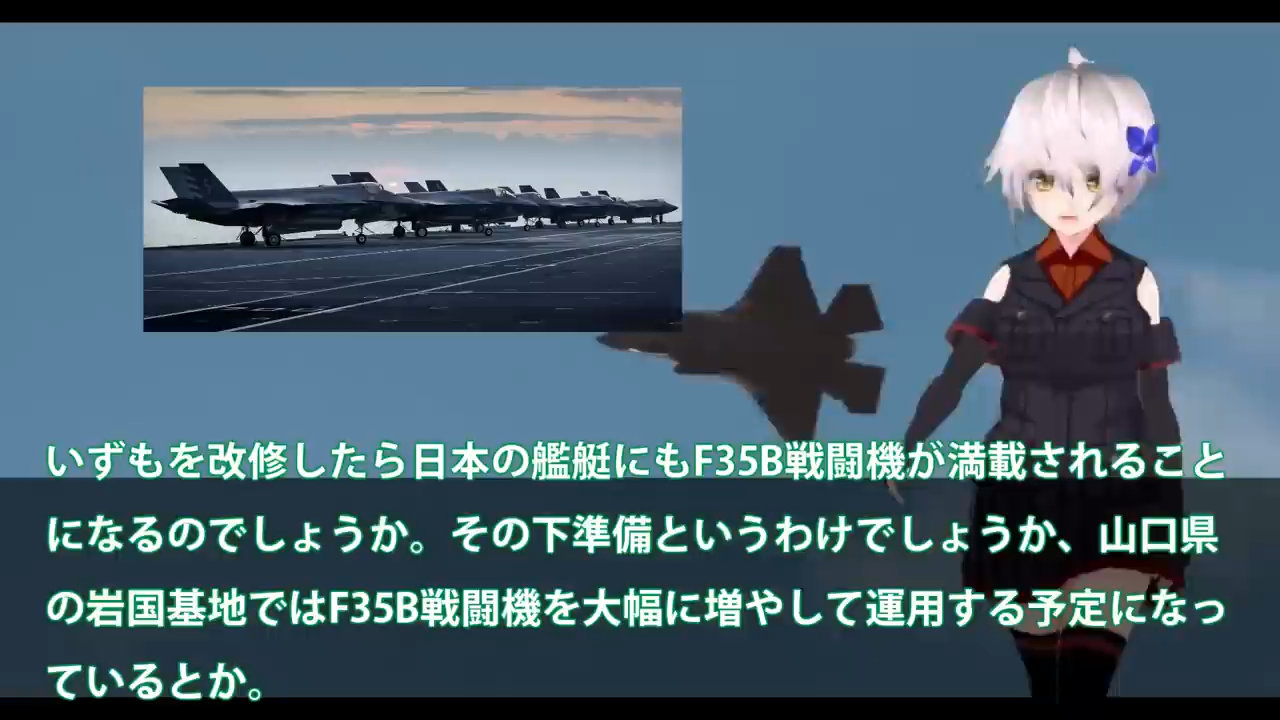 いずもを改修したら日本の艦艇にもF35B戦闘機が満載されること
になるのでしょうか。その下準備というわけでしょうか、山口県
の岩国基地ではF35B戦闘機を大幅に増やして運用する予定になっ
ているとか。